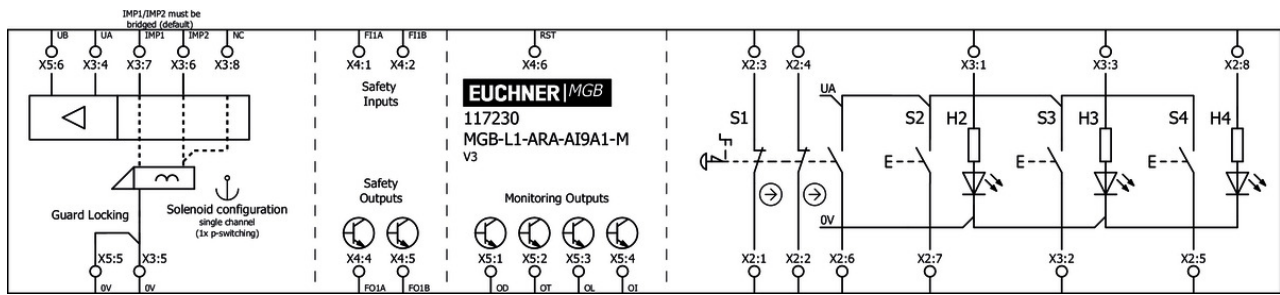 IMP1/IMP2 must be
bridged (default)
UB UA IMP1 IMP2 NC FI1A FI1B RST
X5:6 X3:4 X3:7 X3:6 X3:8 X4:1 X4:2 X4:6 X2:3 X2:4 X3:1 X3:3 X2:8
Safety
Inputs
EUCHNER MGB
117230
MGB-L1-ARA-AI9A1-M
V3
UA
S1 S2 H2 S3 H3 S4 H4
E E E
Guard Locking
Solenoid configuration
single channel
(1x p-switching)
Safety
Outputs
Monitoring Outputs
0V
X5:5 X3:5 X4:4 X4:5 X5:1 X5:2 X5:3 X5:4 X2:1 X2:2 X2:6 X2:7 X3:2 X2:5
0V 0V FO1A FO1B OD OT OL OI